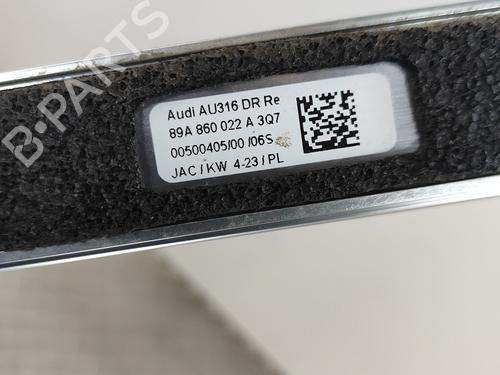 Audi AU316 DR Re
89A 860 022 A 3Q7
00500405/00 /06S
JAC / KW 4-23 / PL
B-PARTS